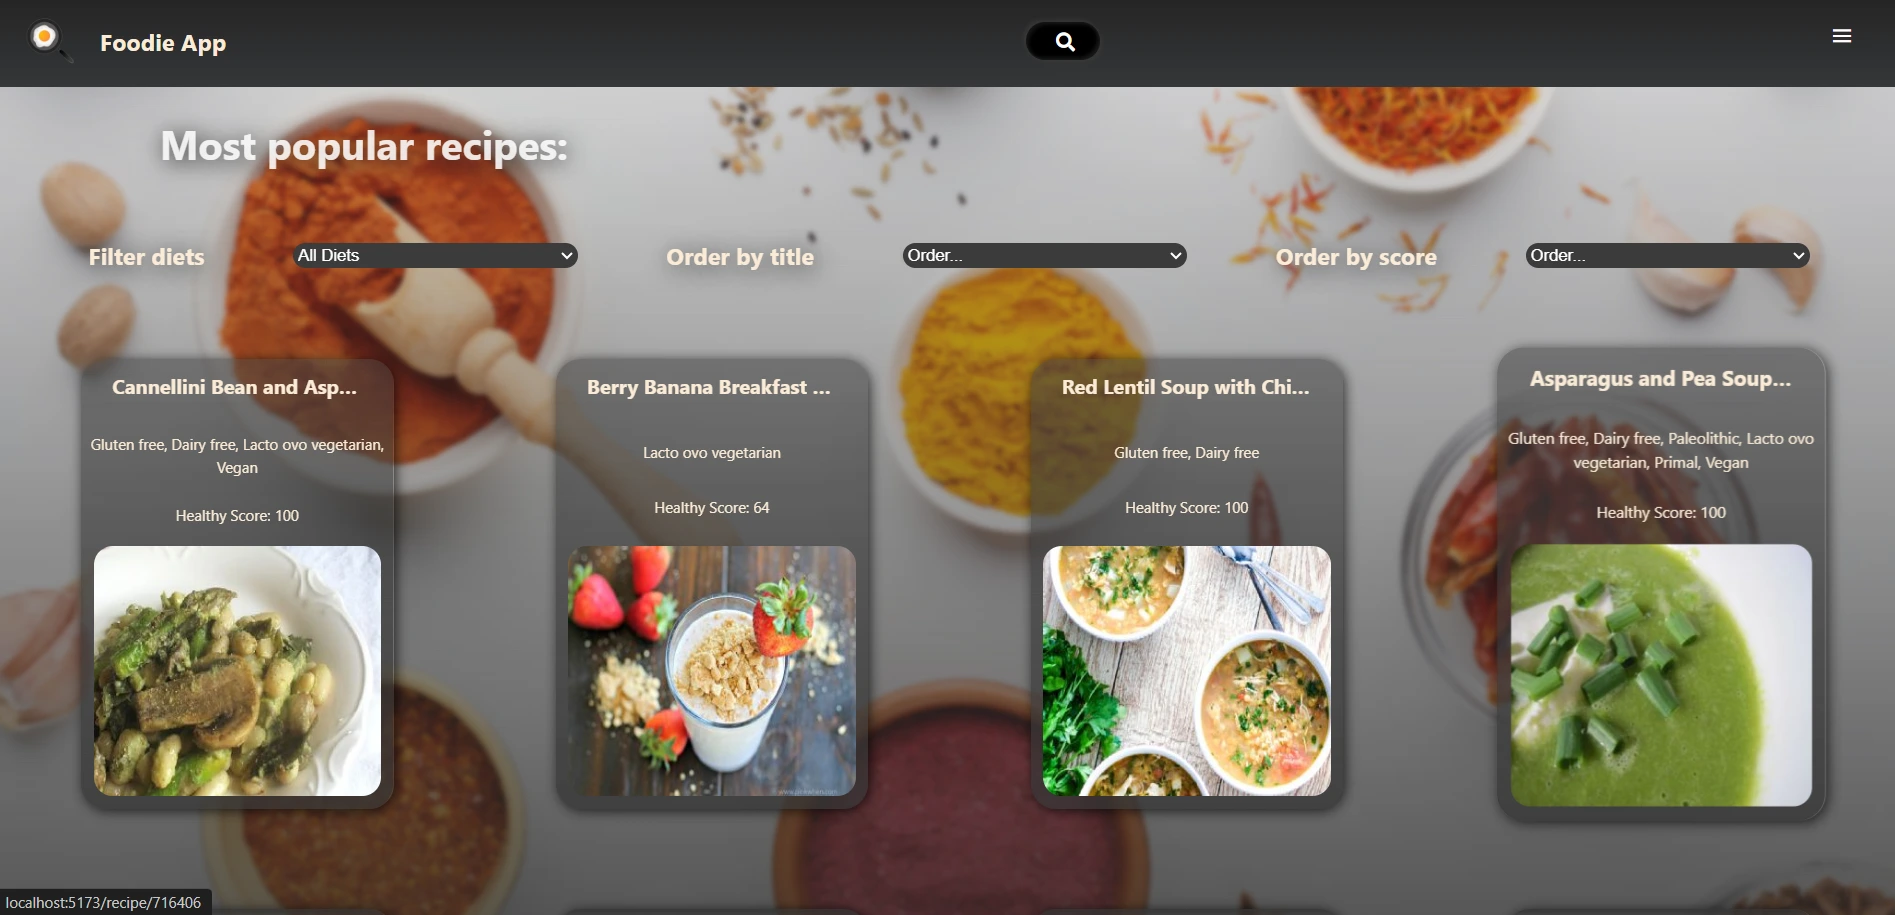 Foodie App
Most popular recipes:
Filter diets
All Diets
Order by title
Order...
Order by score
Order...
Cannellini Bean and Asp...
Gluten free, Dairy free, Lacto ovo vegetarian,
Vegan
Healthy Score: 100
Berry Banana Breakfast ...
Lacto ovo vegetarian
Healthy Score: 64
Red Lentil Soup with Chi...
Gluten free, Dairy free
Healthy Score: 100
Asparagus and Pea Soup...
Gluten free, Dairy free, Paleolithic, Lacto ovo
vegetarian, Primal, Vegan
Healthy Score: 100
localhost:5173/recipe/716406